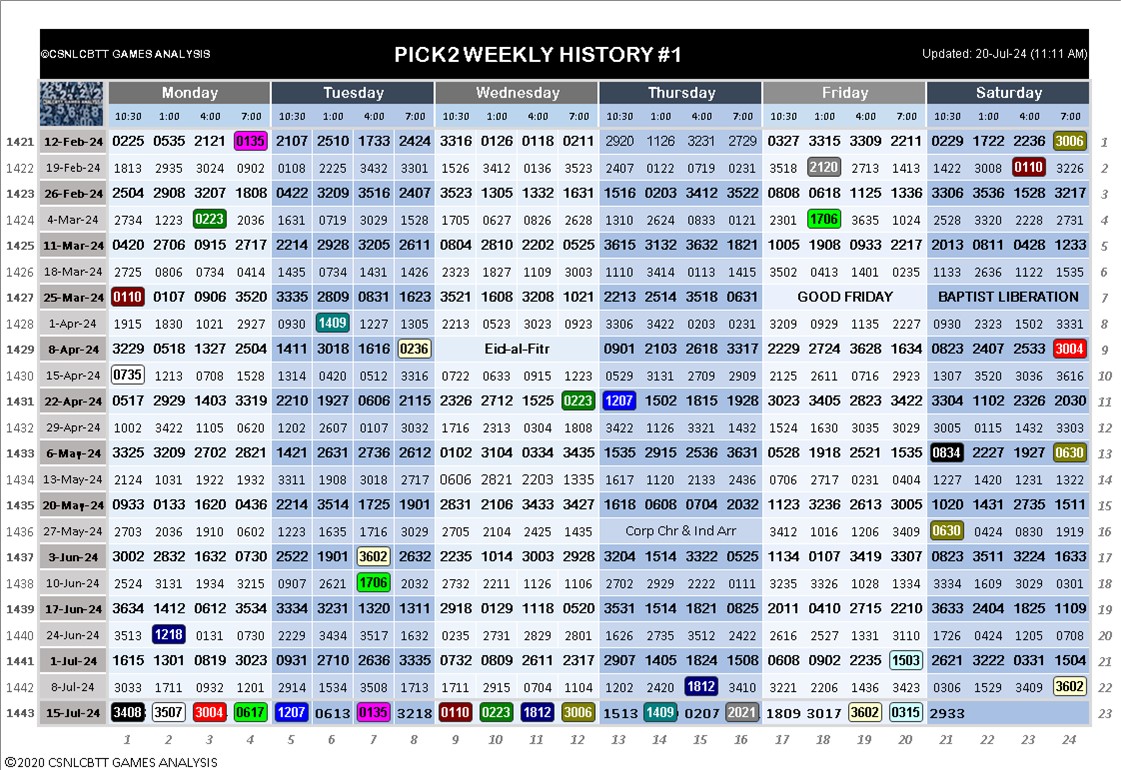 ©CSNLCBTT GAMES ANALYSIS PICK2 WEEKLY HISTORY #1 Updated: 20-Jul-24 (11:11 AM)
Monday Tuesday Wednesday Thursday Friday Saturday
10:30 1:00 4:00 7:00 10:30 1:00 4:00 7:00 10:30 1:00 4:00 7:00 10:30 1:00 4:00 7:00 10:30 1:00 4:00 7:00 10:30 1:00 4:00 7:00
1421 12-Feb-24 0225 0535 2121 0135 2107 2510 1733 2424 3316 0126 0118 0211 2920 1126 3231 2729 0327 3315 3309 2211 0229 1722 2236 3006 1
1422 19-Feb-24 1813 2935 3024 0902 0108 2225 3432 3301 1526 3412 0136 3523 2407 0122 0719 0231 3518 2120 2713 1413 1422 3008 0110 3226 2
1423 26-Feb-24 2504 2908 3207 1808 0422 3209 3516 2407 3523 1305 1332 1631 1516 0203 3412 3522 0808 0618 1125 1336 3306 3536 1528 3217 3
1424 4-Mar-24 2734 1223 0223 2036 1631 0719 3029 1528 1705 0627 0826 2628 1310 2624 0833 0121 2301 1706 3635 1124 2528 3320 2228 2731 4
1425 11-Mar-24 0420 2706 0915 2717 2214 2928 3205 2611 0804 2810 2202 0525 3615 3132 3632 1821 1005 1908 0933 2217 2013 0811 0428 1233 5
1426 18-Mar-24 2725 0806 0734 0414 1435 0734 1431 1426 2323 1827 1109 3003 1110 3414 0113 1415 3502 0413 1401 0235 1133 2636 1122 1535 6
1427 25-Mar-24 0110 0107 0906 3520 3335 2809 0831 1623 3521 1608 3208 1021 2213 2514 3518 0631 GOOD FRIDAY BAPTIST LIBERATION 7
1428 1-Apr-24 1915 1830 1021 2927 0930 1409 1227 1305 2213 0523 3023 0923 3306 3422 0203 0231 3209 0929 1135 2227 0930 2323 1502 3331 8
1429 8-Apr-24 3229 0518 1327 2504 1411 3018 1616 0236 Eid-al-Fitr 0901 2103 2618 3317 2229 2724 3628 1634 0823 2407 2533 3004 9
1430 15-Apr-24 0735 1213 0708 1528 1314 0420 0512 3316 0722 0633 0915 1223 0529 3131 2709 2909 2125 2611 0716 2923 1307 3520 3036 3616 10
1431 22-Apr-24 0517 2929 1403 3319 2210 1927 0606 2115 2326 2712 1525 0223 1207 1502 1815 1928 3023 3405 2823 3422 3304 1102 2326 2030 11
1432 29-Apr-24 1002 3422 1105 0620 1202 2607 0107 3032 1716 2313 0304 1808 3422 1126 3321 1432 1524 1630 3035 3029 3005 0115 1432 3303 12
1433 6-May-24 3325 3209 2702 2821 1421 2631 2736 2612 0102 3104 0334 3435 1535 2915 2536 3631 0528 1918 2521 1535 0834 2227 1927 0630 13
1434 13-May-24 2124 1031 1922 1932 3311 1908 3018 2717 0606 2821 2203 1335 1617 1120 2133 2436 0706 2717 0231 0404 1227 1420 1231 1322 14
1435 20-May-24 0933 0133 1620 0436 2214 3514 1725 1901 2831 2106 3433 3427 1618 0608 0704 2032 1123 3236 2613 3005 1020 1431 2735 1511 15
1436 27-May-24 2703 2036 1910 0602 1223 1635 1716 3029 2705 2104 2425 1435 Corp Chr & Ind Arr 3412 1016 1206 3409 0630 0424 0830 1919 16
1437 3-Jun-24 3002 2832 1632 0730 2522 1901 3602 2632 2235 1014 3003 2928 3204 1514 3322 0525 1134 0107 3419 3307 0823 3511 3224 1633 17
1438 10-Jun-24 2524 3131 1934 3215 0907 2621 1706 2032 2732 2211 1126 1106 2702 2929 2222 0111 3235 3326 1028 1334 3334 1609 3029 0301 18
1439 17-Jun-24 3634 1412 0612 3534 3334 3231 1320 1311 2918 0129 1118 0520 3531 1514 1821 0825 2011 0410 2715 2210 3633 2404 1825 1109 19
1440 24-Jun-24 3513 1218 0131 0730 2229 3434 3517 1632 0235 2731 2829 2801 1626 2735 3512 2422 2616 2527 1331 3110 1726 0424 1205 0708 20
1441 1-Jul-24 1615 1301 0819 3023 0931 2710 2636 3335 0732 0809 2611 2317 2907 1405 1824 1508 0608 0902 2235 1503 2621 3222 0331 1504 21
1442 8-Jul-24 3033 1711 0932 1201 2914 1534 3508 1713 1711 2915 0704 1104 1202 2420 1812 3410 3221 2206 1436 3423 0306 1529 3409 3602 22
1443 15-Jul-24 3408 3507 3004 0617 1207 0613 0135 3218 0110 0223 1812 3006 1513 1409 0207 2021 1809 3017 3602 0315 2933 23
1 2 3 4 5 6 7 8 9 10 11 12 13 14 15 16 17 18 19 20 21 22 23 24
©2020 CSNLCBTT GAMES ANALYSIS